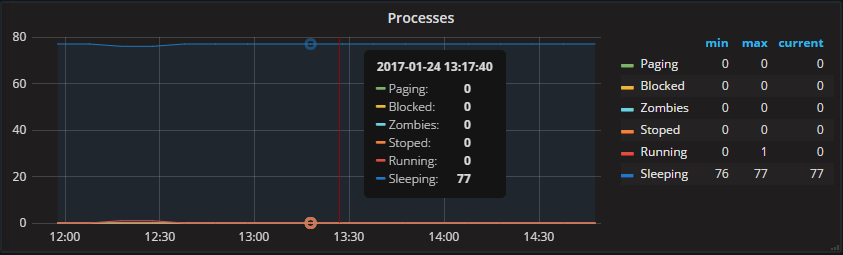 Processes
80
60
40
20
0
12:00 12:30 13:00 13:30 14:00 14:30
2017-01-24 13:17:40
Paging: 0
Blocked: 0
Zombies: 0
Stoped: 0
Running: 0
Sleeping: 77
min max current
Paging 0 0 0
Blocked 0 0 0
Zombies 0 0 0
Stoped 0 0 0
Running 0 1 0
Sleeping 76 77 77